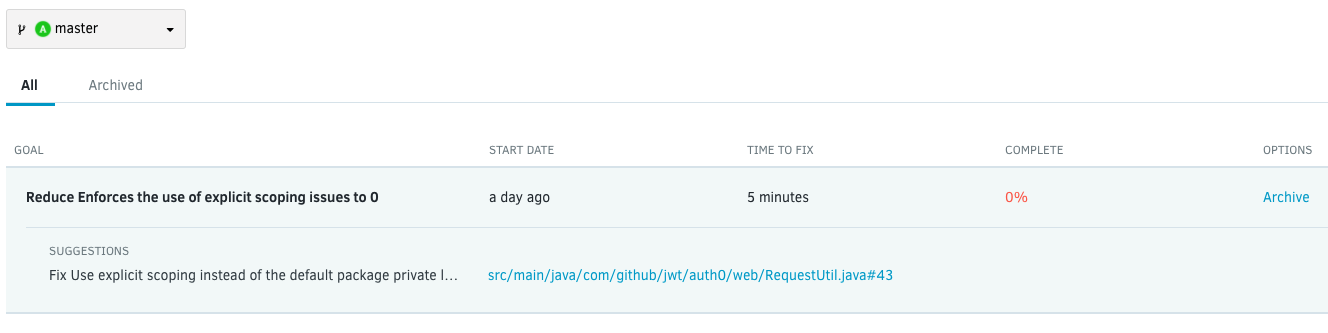 A master
All Archived
GOAL START DATE TIME TO FIX COMPLETE OPTIONS
Reduce Enforces the use of explicit scoping issues to 0 a day ago 5 minutes 0% Archive
SUGGESTIONS
Fix Use explicit scoping instead of the default package private l... src/main/java/com/github/jwt/auth0/web/RequestUtil.java#43